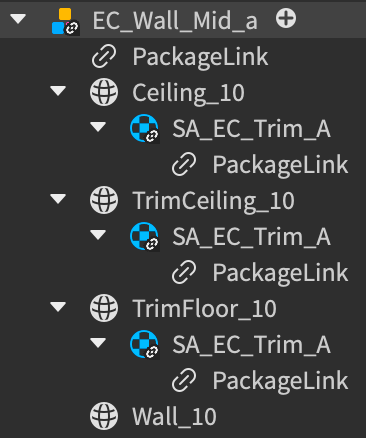 EC_Wall_Mid_a
PackageLink
Ceiling_10
SA_EC_Trim_A
PackageLink
TrimCeiling_10
SA_EC_Trim_A
PackageLink
TrimFloor_10
SA_EC_Trim_A
PackageLink
Wall_10